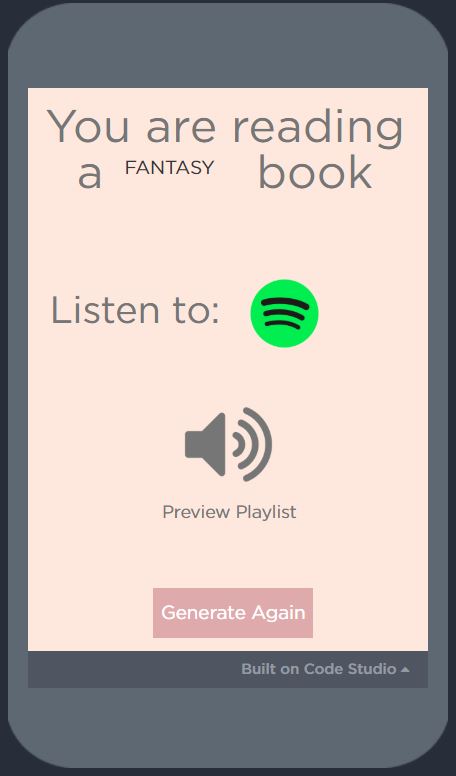 You are reading
a FANTASY book
Listen to:
Preview Playlist
Generate Again
Built on Code Studio